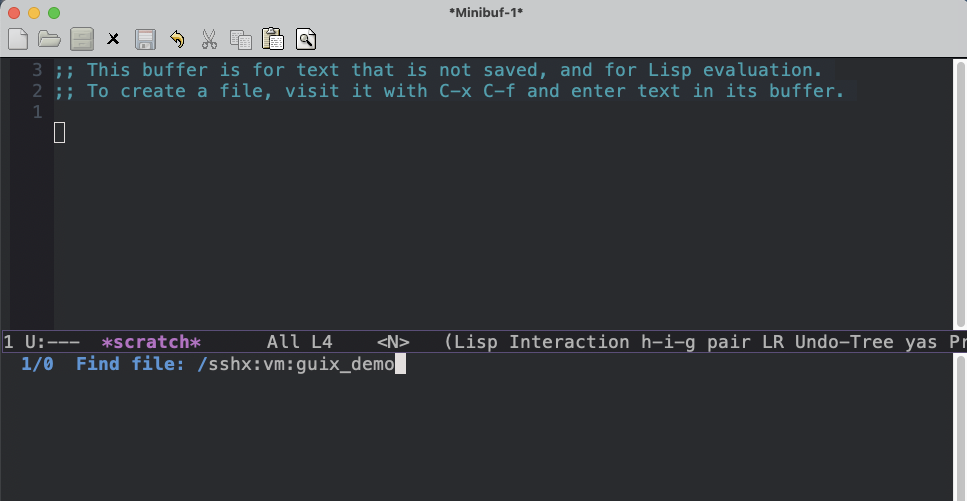 *Minibuf-1*
3 ;; This buffer is for text that is not saved, and for Lisp evaluation.
2 ;; To create a file, visit it with C-x C-f and enter text in its buffer.
1
1 U:--- *scratch* All L4 <N> (Lisp Interaction h-i-g pair LR Undo-Tree yas Pr
1/0 Find file: /sshx:vm:guix_demo